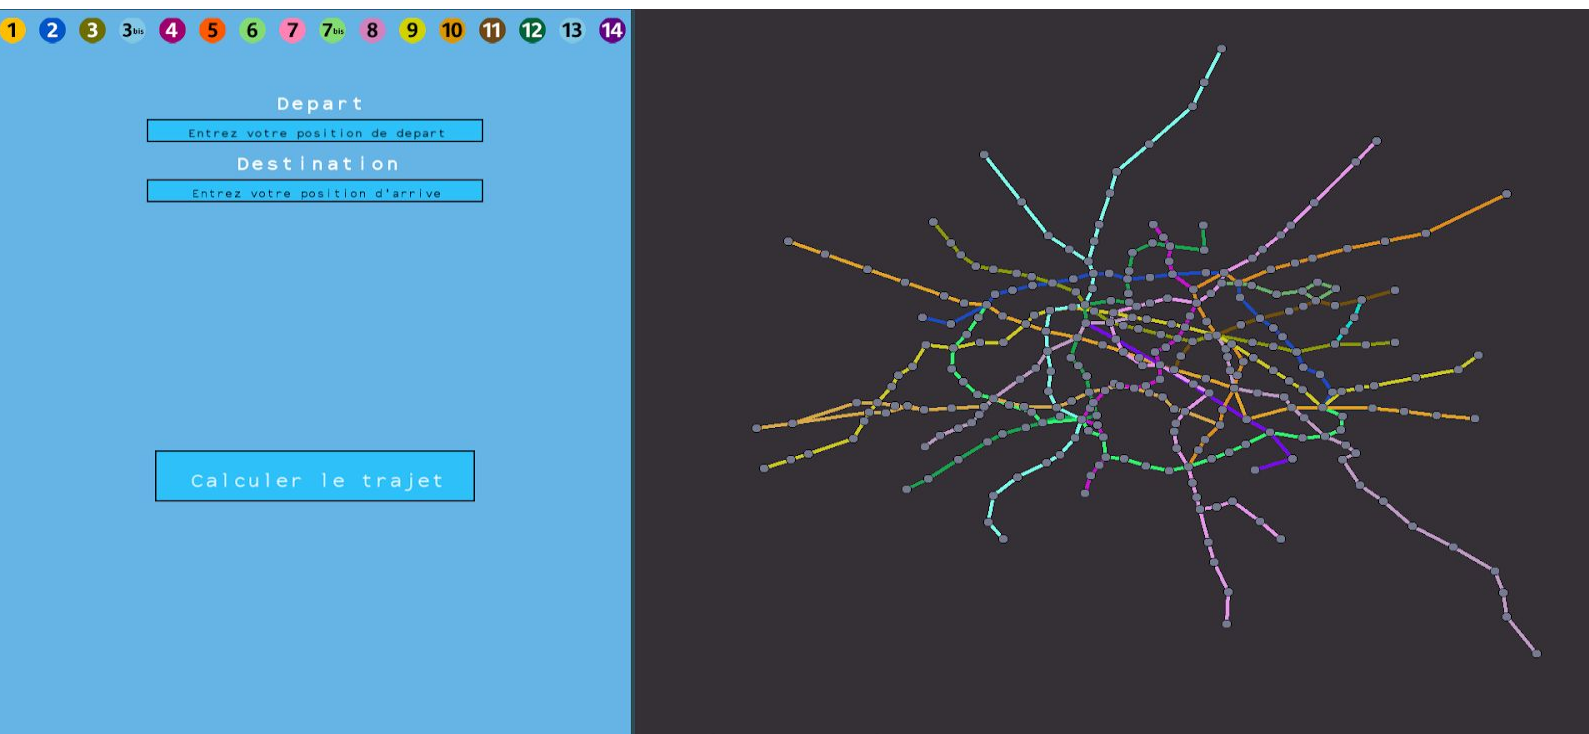 1 2 3 3bis 4 5 6 7 7bis 8 9 10 11 12 13 14
Depart
Entrez votre position de depart
Destination
Entrez votre position d'arrive
Calculer le trajet